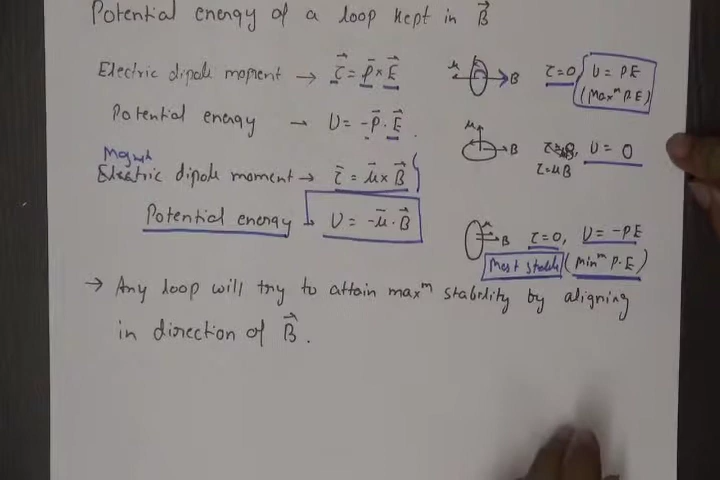 Potential energy of a loop kept in B⃗
Electric dipole moment → τ⃗ = p⃗ × E⃗
μ B τ=0, U = PE
(Maxᵐ P.E)
Potential energy → U = -p⃗ · E⃗
μ B U = 0
τ=μB
Magnetic
Electric dipole moment → τ⃗ = μ⃗ × B⃗
Potential energy → U = -μ⃗ · B⃗
μ B τ=0, U = -PE
Most stable (Minᵐ P.E)
→ Any loop will try to attain maxᵐ stability by aligning
in direction of B⃗.